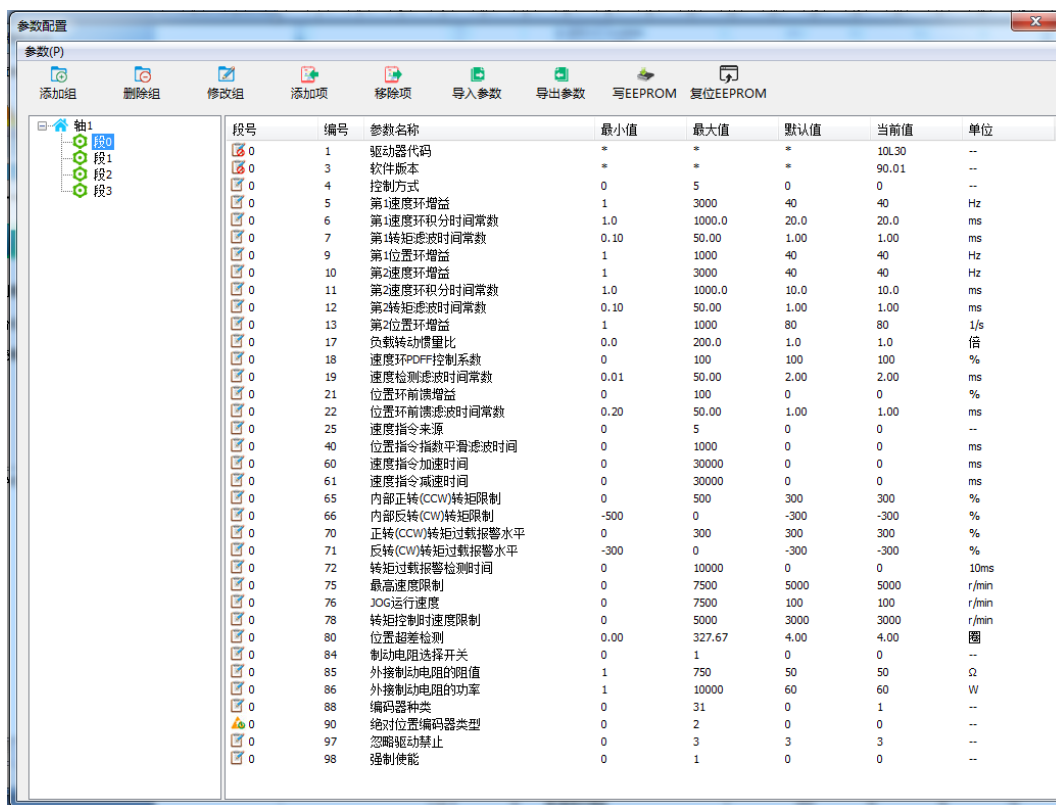 参数配置
参数(P)
添加组 删除组 修改组 添加项 移除项 导入参数 导出参数 写EEPROM 复位EEPROM
轴1
段0
段1
段2
段3
段号 编号 参数名称 最小值 最大值 默认值 当前值 单位
0 1 驱动器代码 * * * 10L30 --
0 3 软件版本 * * * 90.01 --
0 4 控制方式 0 5 0 0 --
0 5 第1速度环增益 1 3000 40 40 Hz
0 6 第1速度环积分时间常数 1.0 1000.0 20.0 20.0 ms
0 7 第1转矩滤波时间常数 0.10 50.00 1.00 1.00 ms
0 9 第1位置环增益 1 1000 40 40 Hz
0 10 第2速度环增益 1 3000 40 40 Hz
0 11 第2速度环积分时间常数 1.0 1000.0 10.0 10.0 ms
0 12 第2转矩滤波时间常数 0.10 50.00 1.00 1.00 ms
0 13 第2位置环增益 1 1000 80 80 1/s
0 17 负载转动惯量比 0.0 200.0 1.0 1.0 倍
0 18 速度环PDFF控制系数 0 100 100 100 %
0 19 速度检测滤波时间常数 0.01 50.00 2.00 2.00 ms
0 21 位置环前馈增益 0 100 0 0 %
0 22 位置环前馈滤波时间常数 0.20 50.00 1.00 1.00 ms
0 25 速度指令来源 0 5 0 0 --
0 40 位置指令指数平滑滤波时间 0 1000 0 0 ms
0 60 速度指令加速时间 0 30000 0 0 ms
0 61 速度指令减速时间 0 30000 0 0 ms
0 65 内部正转(CCW)转矩限制 0 500 300 300 %
0 66 内部反转(CW)转矩限制 -500 0 -300 -300 %
0 70 正转(CCW)转矩过载报警水平 0 300 300 300 %
0 71 反转(CW)转矩过载报警水平 -300 0 -300 -300 %
0 72 转矩过载报警检测时间 0 10000 0 0 10ms
0 75 最高速度限制 0 7500 5000 5000 r/min
0 76 JOG运行速度 0 7500 100 100 r/min
0 78 转矩控制时速度限制 0 5000 3000 3000 r/min
0 80 位置超差检测 0.00 327.67 4.00 4.00 圈
0 84 制动电阻选择开关 0 1 0 0 --
0 85 外接制动电阻的阻值 1 750 50 50 Ω
0 86 外接制动电阻的功率 1 10000 60 60 W
0 88 编码器种类 0 31 0 1 --
0 90 绝对位置编码器类型 0 2 0 0 --
0 97 忽略驱动禁止 0 3 3 3 --
0 98 强制使能 0 1 0 0 --